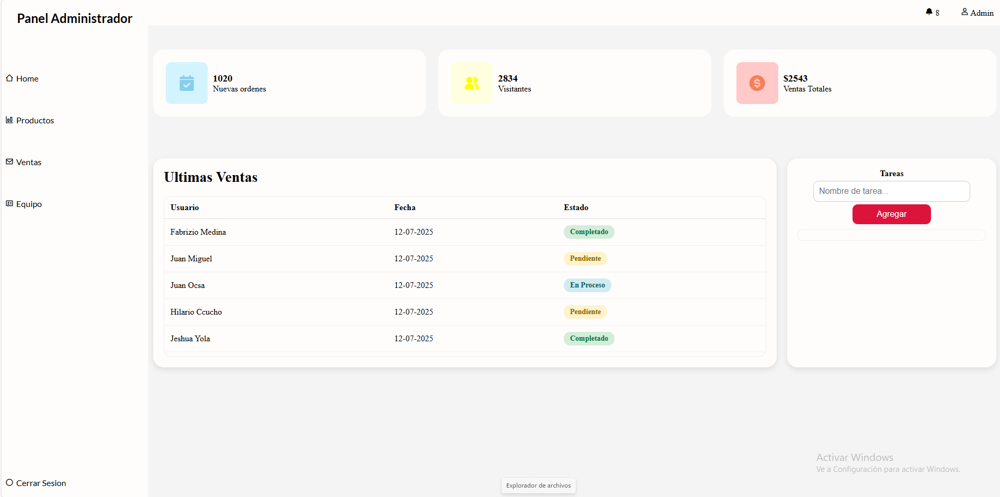 Panel Administrador
8
Admin
Home
Productos
Ventas
Equipo
Cerrar Sesion
1020
Nuevas ordenes
2834
Visitantes
$2543
Ventas Totales
Ultimas Ventas
Usuario Fecha Estado
Fabrizio Medina 12-07-2025 Completado
Juan Miguel 12-07-2025 Pendiente
Juan Ocsa 12-07-2025 En Proceso
Hilario Ccucho 12-07-2025 Pendiente
Jeshua Yola 12-07-2025 Completado
Tareas
Nombre de tarea...
Agregar
Activar Windows
Ve a Configuración para activar Windows.
Explorador de archivos